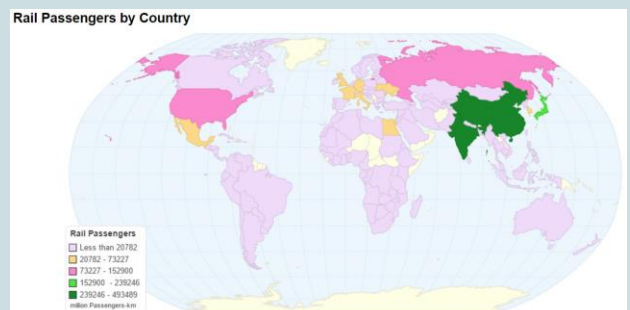 Rail Passengers by Country
Rail Passengers
Less than 20782
20782 - 73227
73227 - 152900
152900 - 239246
239246 - 493489
million Passengers-km